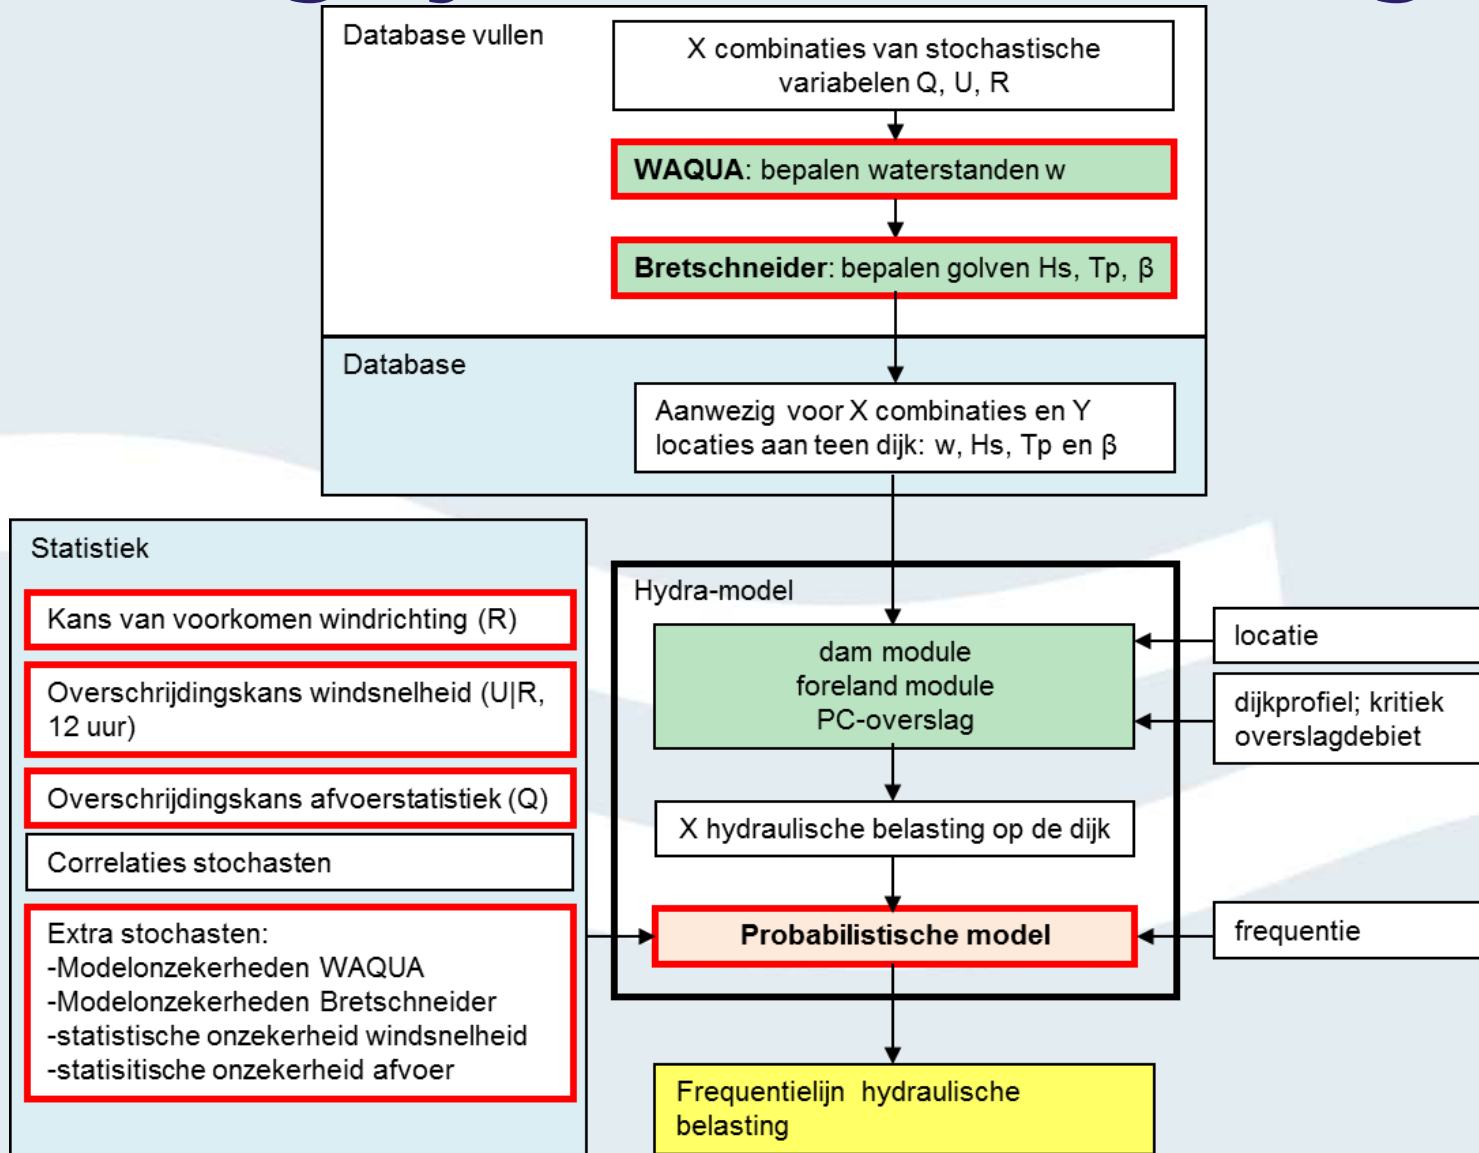 Database vullen
X combinaties van stochastische
variabelen Q, U, R
WAQUA: bepalen waterstanden w
Bretschneider: bepalen golven Hs, Tp, β
Database
Aanwezig voor X combinaties en Y
locaties aan teen dijk: w, Hs, Tp en β
Statistiek
Kans van voorkomen windrichting (R)
Overschrijdingskans windsnelheid (U|R,
12 uur)
Overschrijdingskans afvoerstatistiek (Q)
Correlaties stochasten
Extra stochasten:
-Modelonzekerheden WAQUA
-Modelonzekerheden Bretschneider
-statistische onzekerheid windsnelheid
-statisitische onzekerheid afvoer
Hydra-model
dam module
foreland module
PC-overslag
X hydraulische belasting op de dijk
Probabilistische model
locatie
dijkprofiel; kritiek
overslagdebiet
frequentie
Frequentielijn hydraulische
belasting